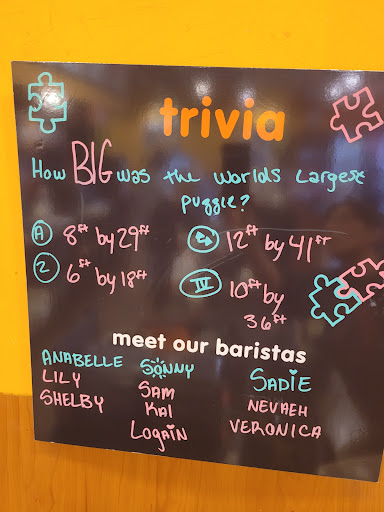 trivia
How BIG was the worlds Largest
puzzle?
A 8ft by 29ft
12ft by 41ft
2 6ft by 18ft
IV 10ft by
36ft
meet our baristas
ANABELLE
LILY
SHELBY
SONNY
SAM
KAI
LOGAIN
SADIE
NEVAEH
VERONICA